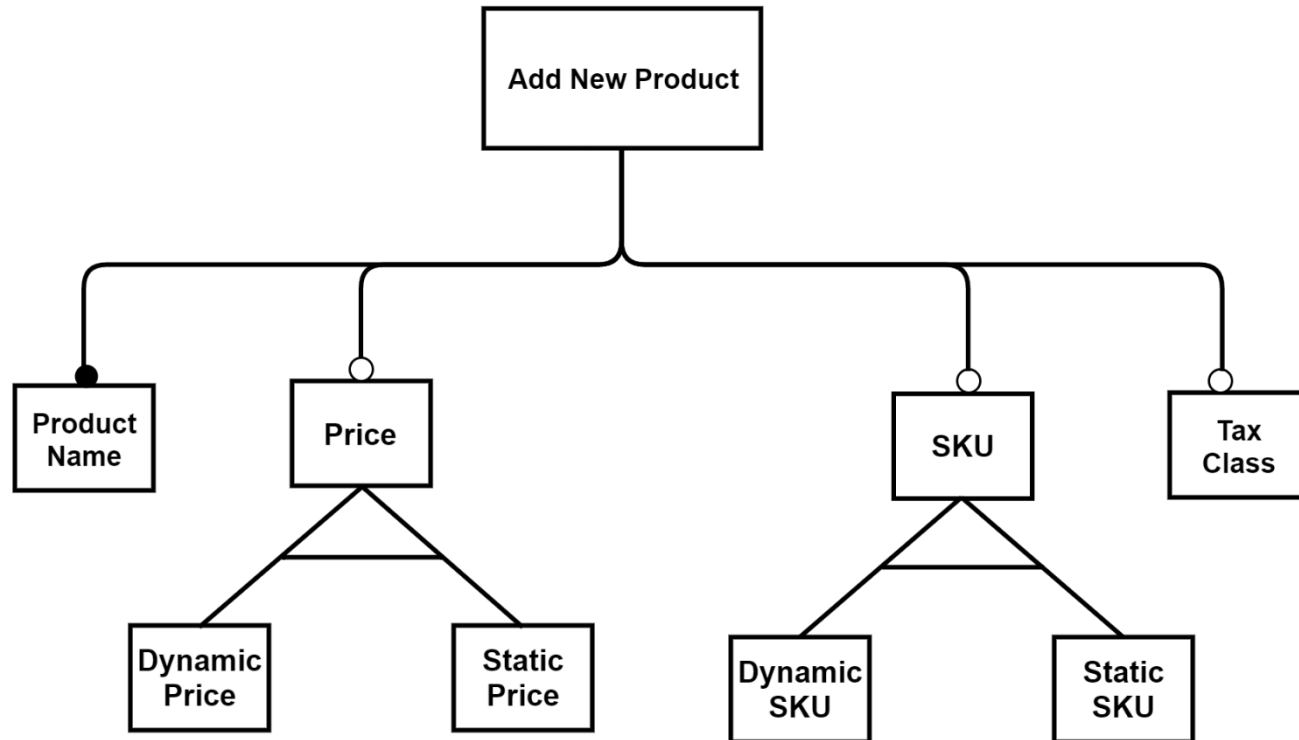 Add New Product
Product
Name
Price
SKU
Tax
Class
Dynamic
Price
Static
Price
Dynamic
SKU
Static
SKU